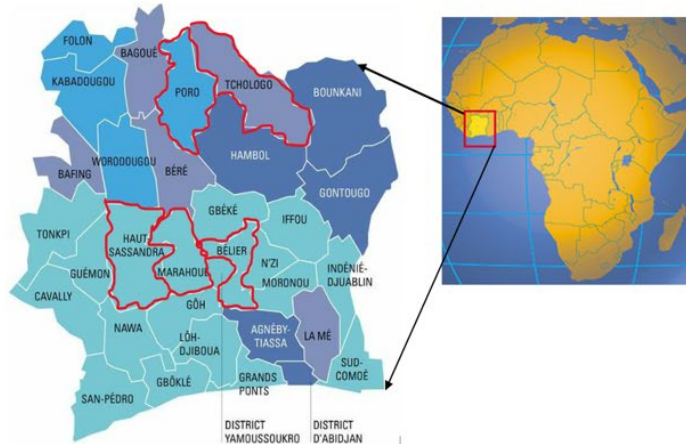 FOLON
BAGOUÉ
KABADOUGOU
PORO
TCHOLOGO
BOUNKANI
WORODOUGOU
BAFING
BÉRÉ
HAMBOL
GONTOUGO
GBÉKÉ
IFFOU
TONKPI
HAUT
SASSANDRA
BÉLIER
N'ZI
GUÉMON
MARAHOUÉ
MORONOU
INDÉNIÉ-
DJUABLIN
CAVALLY
GÔH
NAWA
LÔH-
DJIBOUA
AGNÉBY-
TIASSA
LA MÉ
SUD-
COMOÉ
SAN-PÉDRO
GBÔKLÉ
GRANDS
PONTS
DISTRICT
YAMOUSSOUKRO
DISTRICT
D'ABIDJAN